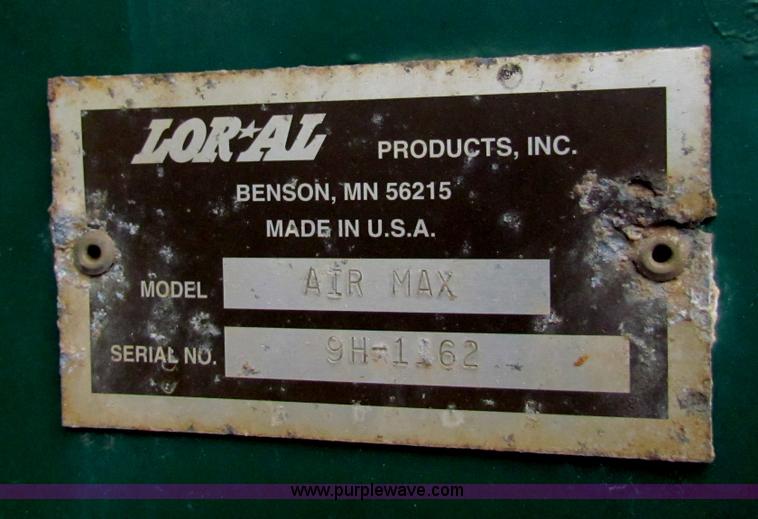 LOR★AL PRODUCTS, INC.
BENSON, MN 56215
MADE IN U.S.A.
MODEL AIR MAX
SERIAL NO.
www.purplewave.com